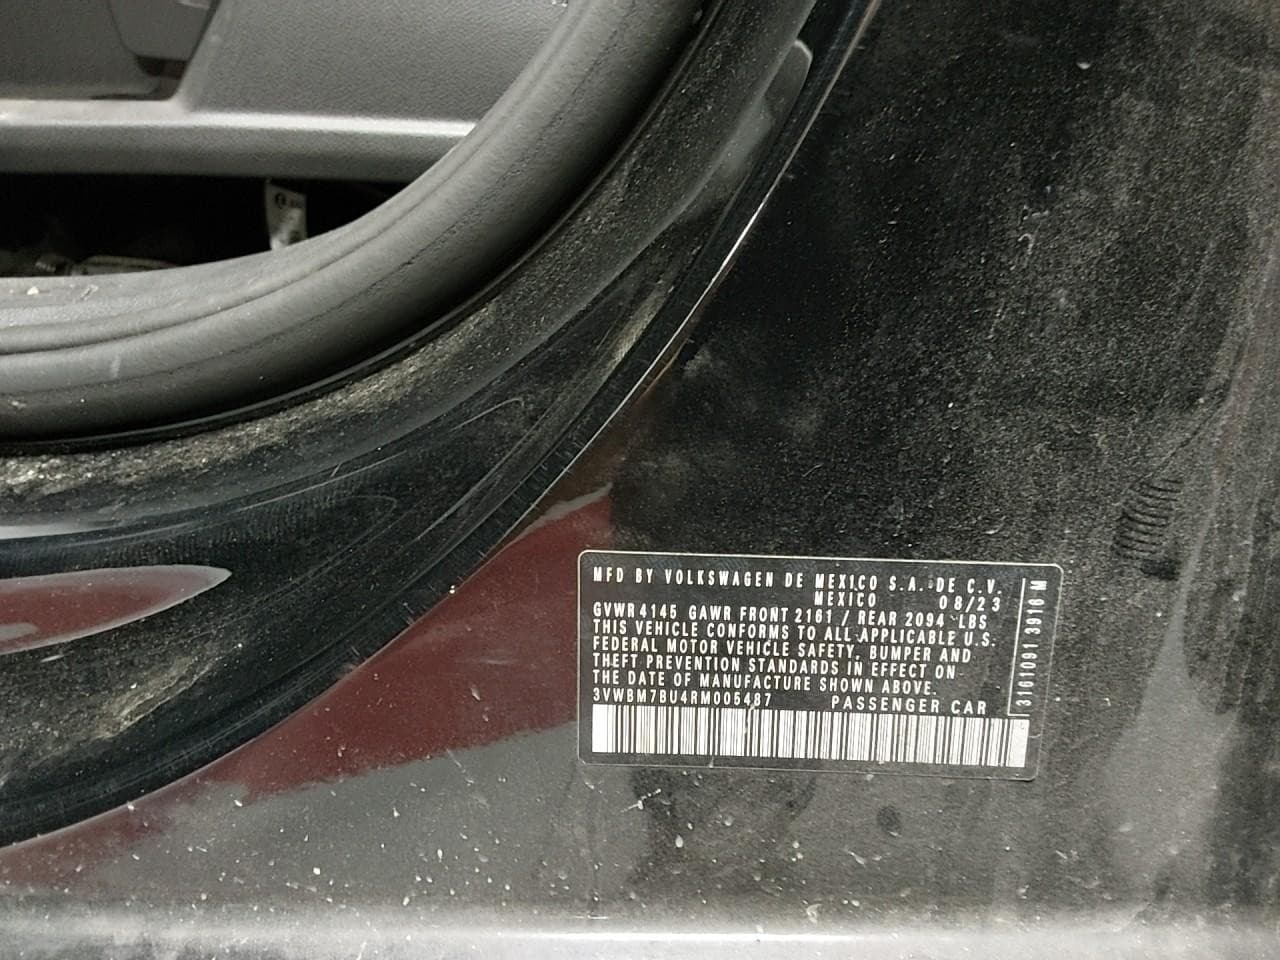 MFD BY VOLKSWAGEN DE MEXICO S.A. DE C.V.
MEXICO 08/23
GVWR 4145 GAWR FRONT 2161 / REAR 2094 LBS
THIS VEHICLE CONFORMS TO ALL APPLICABLE U.S.
FEDERAL MOTOR VEHICLE SAFETY, BUMPER AND
THEFT PREVENTION STANDARDS IN EFFECT ON
THE DATE OF MANUFACTURE SHOWN ABOVE.
3VWBM7BU4RM005487 PASSENGER CAR
3161091 3916 M